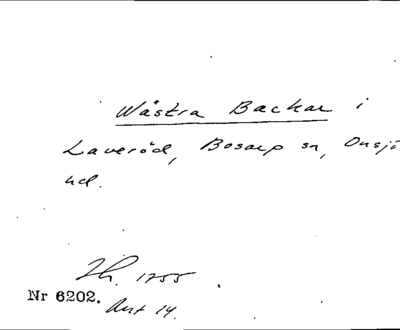 Wästra Backar i
Laveröd, Bosarp sn, Onsjö
hd.
1755.
Nr 6202.
Akt 14.